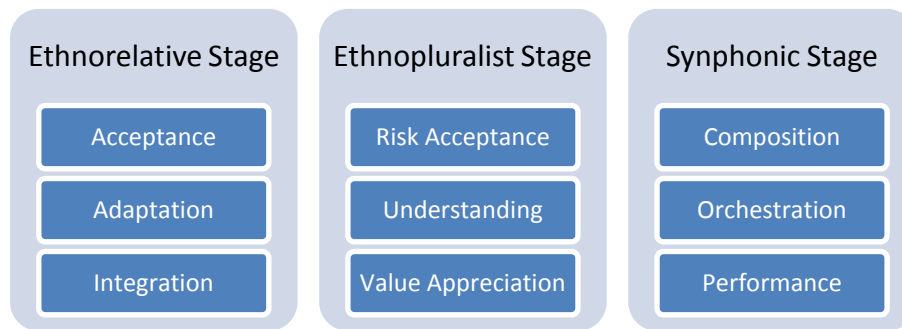 Ethnorelative Stage
Acceptance
Adaptation
Integration
Ethnopluralist Stage
Risk Acceptance
Understanding
Value Appreciation
Synphonic Stage
Composition
Orchestration
Performance